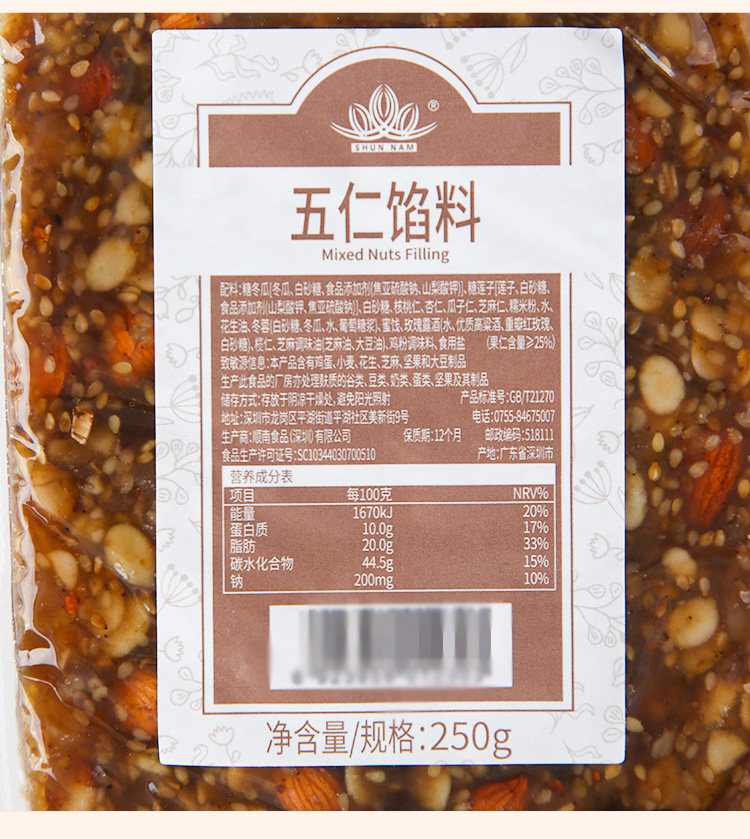 ®
SHUN NAM
五仁馅料
Mixed Nuts Filling
配料:糖冬瓜{冬瓜、白砂糖、食品添加剂(焦亚硫酸钠、山梨酸钾)}、糖莲子{莲子、白砂糖、
食品添加剂(山梨酸钾、焦亚硫酸钠)}、白砂糖、核桃仁、杏仁、瓜子仁、芝麻仁、糯米粉、水、
花生油、冬蓉(白砂糖、冬瓜、水、葡萄糖浆)、蜜饯、玫瑰露酒(水、优质高粱酒、重瓣红玫瑰、
白砂糖)、榄仁、芝麻调味油(芝麻油、大豆油)、鸡粉调味料、食用盐 (果仁含量≥25%)
致敏源信息:本产品含有鸡蛋、小麦、花生、芝麻、坚果和大豆制品
生产此食品的厂房亦处理麸质的谷类、豆类、奶类、蛋类、坚果及其制品
储存方式:存放于阴凉干燥处、避免阳光照射 产品标准号:GB/T21270
地址:深圳市龙岗区平湖街道平湖社区美新街9号 电话:0755-84675007
生产商:顺南食品(深圳)有限公司 保质期:12个月 邮政编码:518111
食品生产许可证号:SC10344030700510 产地:广东省深圳市
营养成分表
项目 每100克 NRV%
能量 1670kJ 20%
蛋白质 10.0g 17%
脂肪 20.0g 33%
碳水化合物 44.5g 15%
钠 200mg 10%
净含量/规格:250g